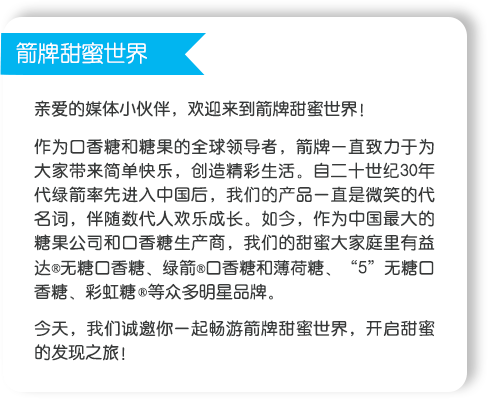 箭牌甜蜜世界
亲爱的媒体小伙伴，欢迎来到箭牌甜蜜世界！
作为口香糖和糖果的全球领导者，箭牌一直致力于为
大家带来简单快乐，创造精彩生活。自二十世纪30年
代绿箭率先进入中国后，我们的产品一直是微笑的代
名词，伴随数代人欢乐成长。如今，作为中国最大的
糖果公司和口香糖生产商，我们的甜蜜大家庭里有益
达®无糖口香糖、绿箭®口香糖和薄荷糖、“5”无糖口
香糖、彩虹糖®等众多明星品牌。
今天，我们诚邀你一起畅游箭牌甜蜜世界，开启甜蜜
的发现之旅！